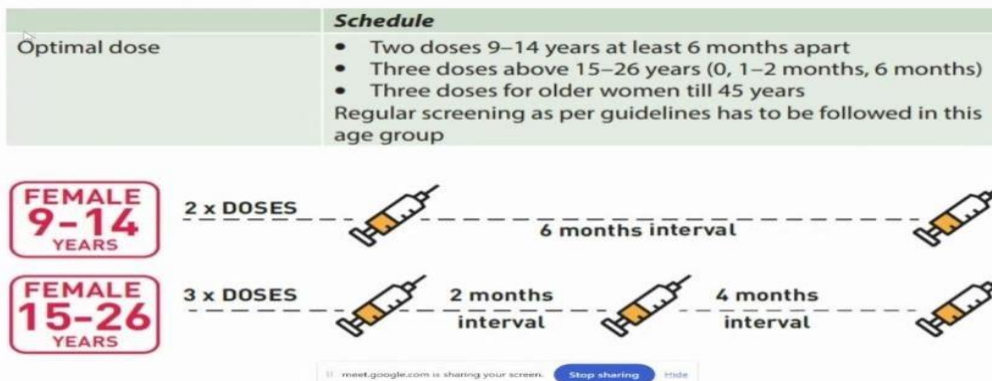 Schedule
Optimal dose
• Two doses 9–14 years at least 6 months apart
• Three doses above 15–26 years (0, 1–2 months, 6 months)
• Three doses for older women till 45 years
Regular screening as per guidelines has to be followed in this
age group
FEMALE
9-14
YEARS
2 x DOSES
6 months interval
FEMALE
15-26
YEARS
3 x DOSES
2 months
interval
4 months
interval
meet.google.com is sharing your screen.
Stop sharing
Hide